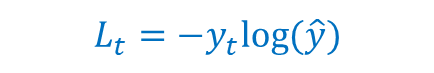 L_t = −y_t log(ŷ)